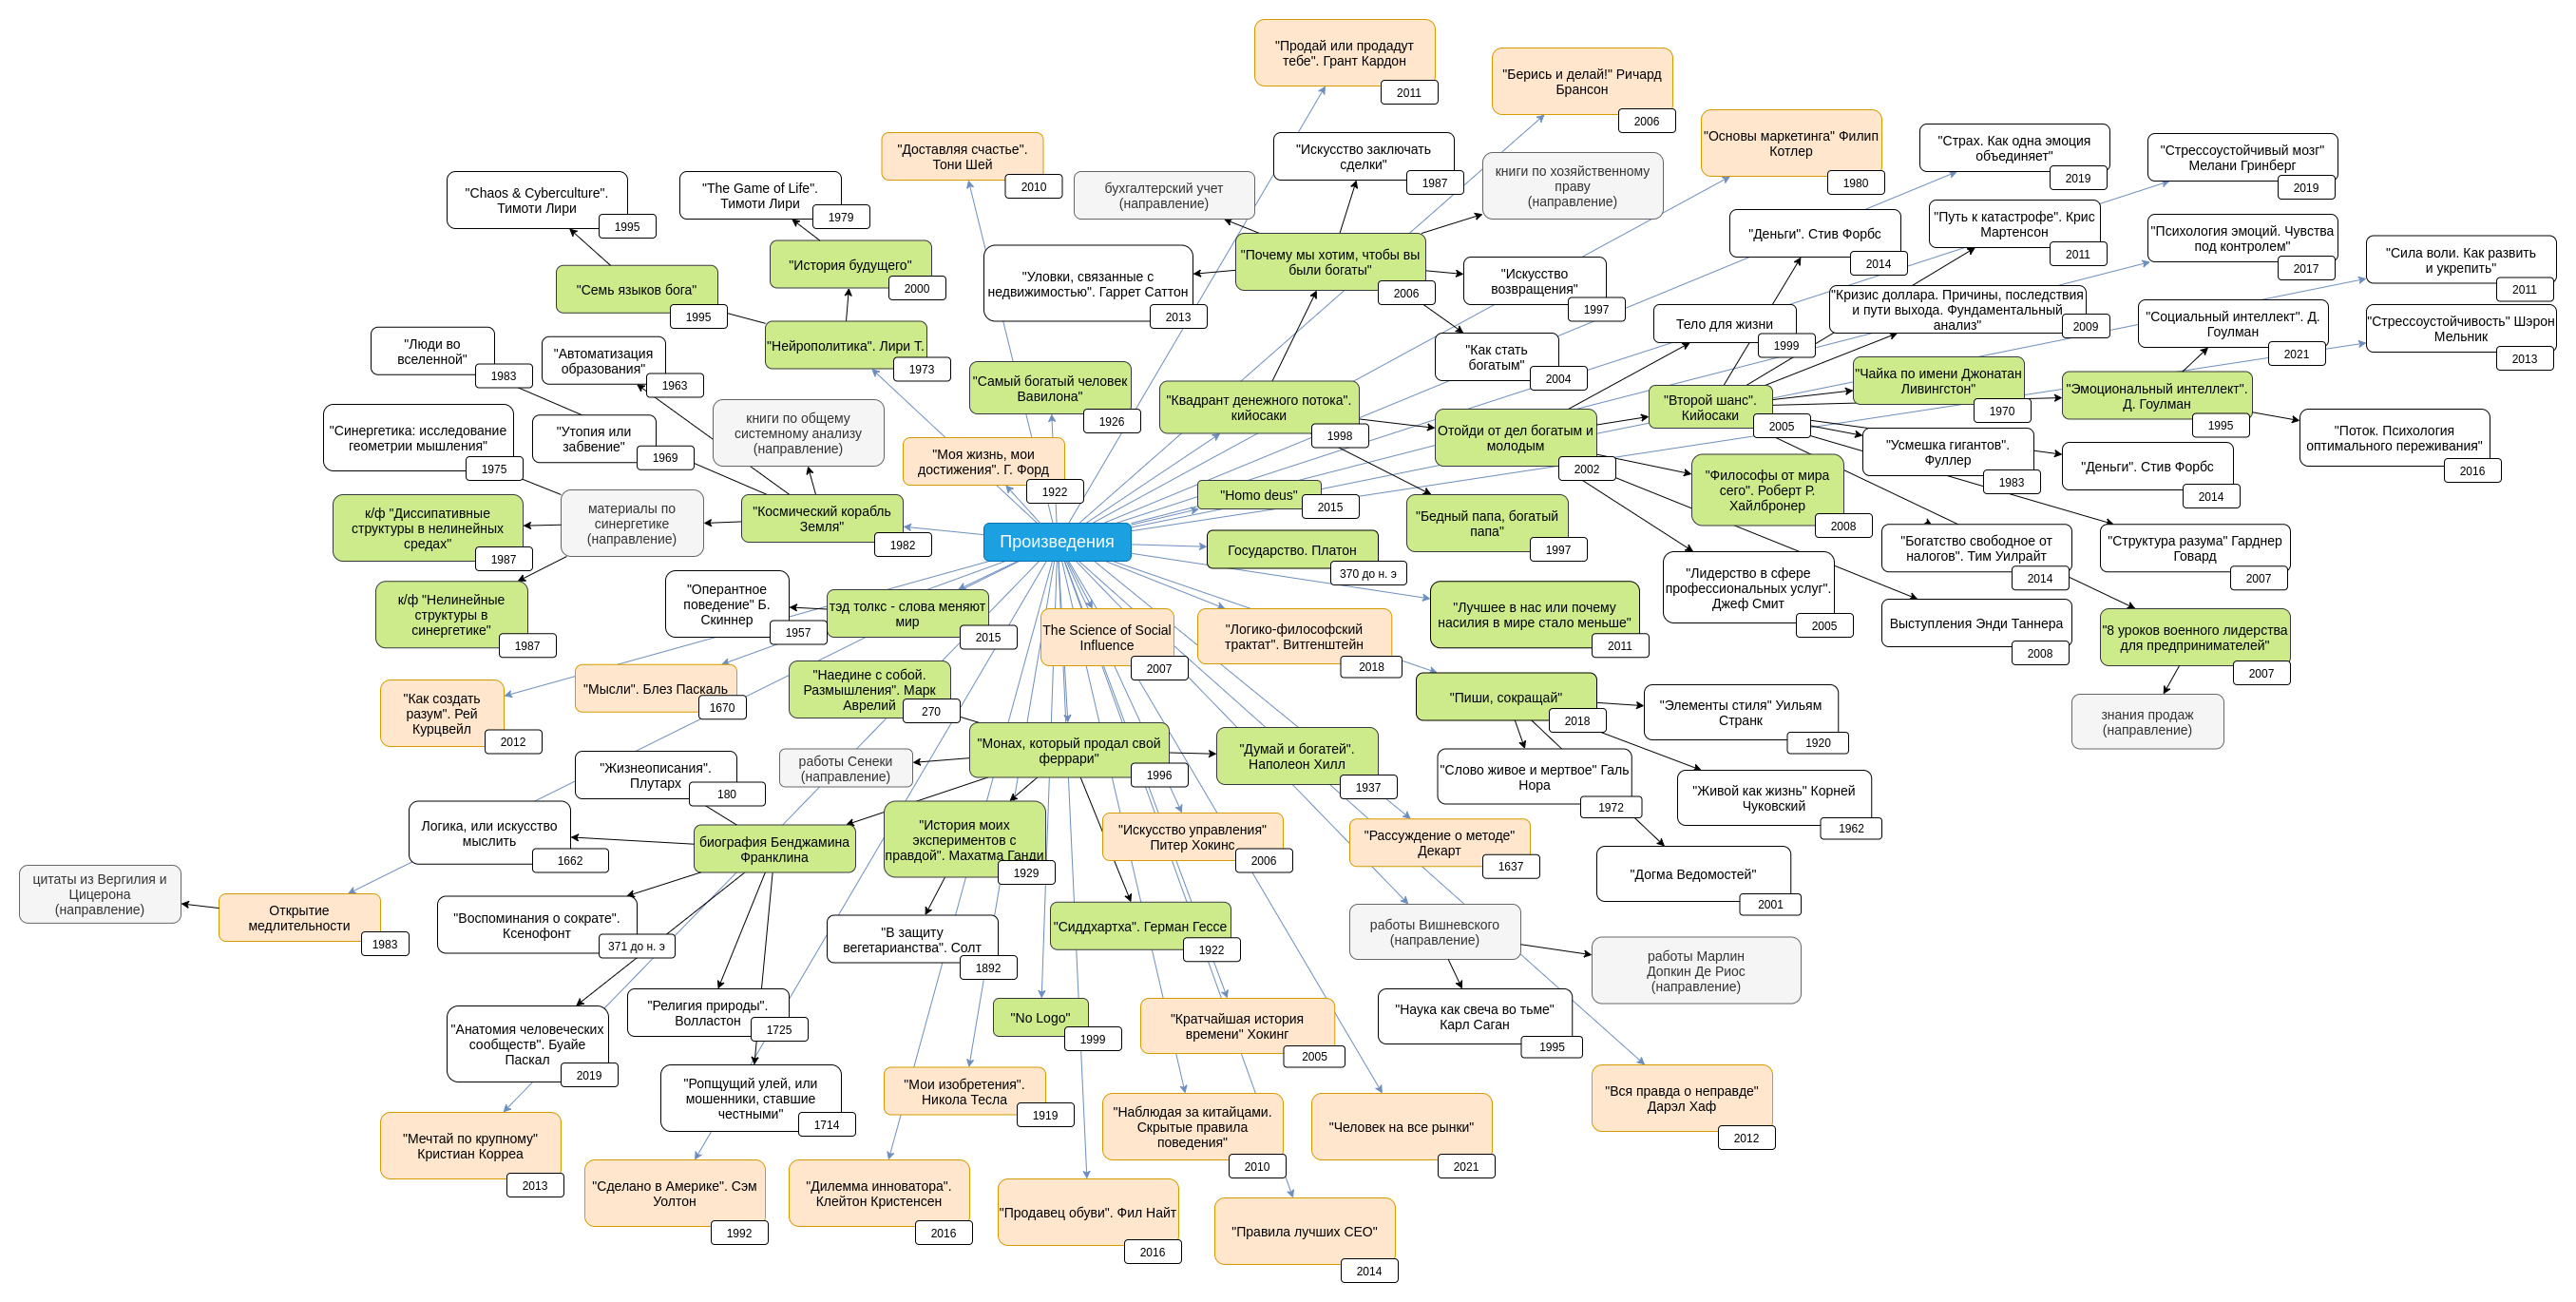 "Продай или продадут
тебе". Грант Кардон
2011
"Берись и делай!" Ричард
Брансон
2006
"Основы маркетинга" Филип
Котлер
1980
"Доставляя счастье".
Тони Шей
2010
"Искусство заключать
сделки"
1987
книги по хозяйственному
праву
(направление)
бухгалтерский учет
(направление)
"Страх. Как одна эмоция
объединяет"
2019
"Стрессоустойчивый мозг"
Мелани Гринберг
2019
"Chaos & Cyberculture".
Тимоти Лири
1995
"The Game of Life".
Тимоти Лири
1979
"Деньги". Стив Форбс
2014
"Путь к катастрофе". Крис
Мартенсон
2011
"Психология эмоций. Чувства
под контролем"
2017
"Сила воли. Как развить
и укрепить"
2011
"Семь языков бога"
1995
"История будущего"
2000
"Уловки, связанные с
недвижимостью". Гаррет Саттон
2013
"Почему мы хотим, чтобы вы
были богаты"
2006
"Искусство
возвращения"
1997
Тело для жизни
1999
"Кризис доллара. Причины, последствия
и пути выхода. Фундаментальный
анализ"
2009
"Социальный интеллект". Д.
Гоулман
2021
"Стрессоустойчивость" Шэрон
Мельник
2013
"Люди во
вселенной"
1983
"Автоматизация
образования"
1963
"Нейрополитика". Лири Т.
1973
"Самый богатый человек
Вавилона"
1926
"Как стать
богатым"
2004
"Квадрант денежного потока".
кийосаки
1998
"Второй шанс".
Кийосаки
2005
"Чайка по имени Джонатан
Ливингстон"
1970
"Эмоциональный интеллект".
Д. Гоулман
1995
"Синергетика: исследование
геометрии мышления"
1975
"Утопия или
забвение"
1969
книги по общему
системному анализу
(направление)
"Моя жизнь, мои
достижения". Г. Форд
1922
Отойди от дел богатым и
молодым
2002
"Усмешка гигантов".
Фуллер
1983
"Деньги". Стив Форбс
2014
"Поток. Психология
оптимального переживания"
2016
"Философы от мира
сего". Роберт Р.
Хайлбронер
2008
к/ф "Диссипативные
структуры в нелинейных
средах"
1987
материалы по
синергетике
(направление)
"Космический корабль
Земля"
1982
Произведения
"Homo deus"
2015
Государство. Платон
370 до н. э
"Бедный папа, богатый
папа"
1997
"Богатство свободное от
налогов". Тим Уилрайт
2014
"Структура разума" Гарднер
Говард
2007
"Лидерство в сфере
профессиональных услуг".
Джеф Смит
2005
Выступления Энди Таннера
2008
"8 уроков военного лидерства
для предпринимателей"
2007
знания продаж
(направление)
к/ф "Нелинейные
структуры в
синергетике"
1987
"Оперантное
поведение" Б.
Скиннер
1957
тэд толкс - слова меняют
мир
2015
The Science of Social
Influence
2007
"Логико-философский
трактат". Витгенштейн
2018
"Лучшее в нас или почему
насилия в мире стало меньше"
2011
"Как создать
разум". Рей
Курцвейл
2012
"Мысли". Блез Паскаль
1670
"Наедине с собой.
Размышления". Марк
Аврелий
270
"Пиши, сокращай"
2018
"Элементы стиля" Уильям
Странк
1920
"Жизнеописания".
Плутарх
180
работы Сенеки
(направление)
"Монах, который продал свой
феррари"
1996
"Думай и богатей".
Наполеон Хилл
1937
"Слово живое и мертвое" Галь
Нора
1972
"Живой как жизнь" Корней
Чуковский
1962
Логика, или искусство
мыслить
1662
биография Бенджамина
Франклина
"История моих
экспериментов с
правдой". Махатма Ганди
1929
"Искусство управления"
Питер Хокинс
2006
"Рассуждение о методе"
Декарт
1637
"Догма Ведомостей"
2001
цитаты из Вергилия и
Цицерона
(направление)
Открытие
медлительности
1983
"Воспоминания о сократе".
Ксенофонт
371 до н. э
"В защиту
вегетарианства". Солт
1892
"Сиддхартха". Герман Гессе
1922
работы Вишневского
(направление)
работы Марлин
Допкин Де Риос
(направление)
"Анатомия человеческих
сообществ". Буайе
Паскал
2019
"Религия природы".
Волластон
1725
"No Logo"
1999
"Кратчайшая история
времени" Хокинг
2005
"Наука как свеча во тьме"
Карл Саган
1995
"Ропщущий улей, или
мошенники, ставшие
честными"
1714
"Мои изобретения".
Никола Тесла
1919
"Наблюдая за китайцами.
Скрытые правила
поведения"
2010
"Человек на все рынки"
2021
"Вся правда о неправде"
Дарэл Хаф
2012
"Мечтай по крупному"
Кристиан Корреа
2013
"Сделано в Америке". Сэм
Уолтон
1992
"Дилемма инноватора".
Клейтон Кристенсен
2016
"Продавец обуви". Фил Найт
2016
"Правила лучших CEO"
2014